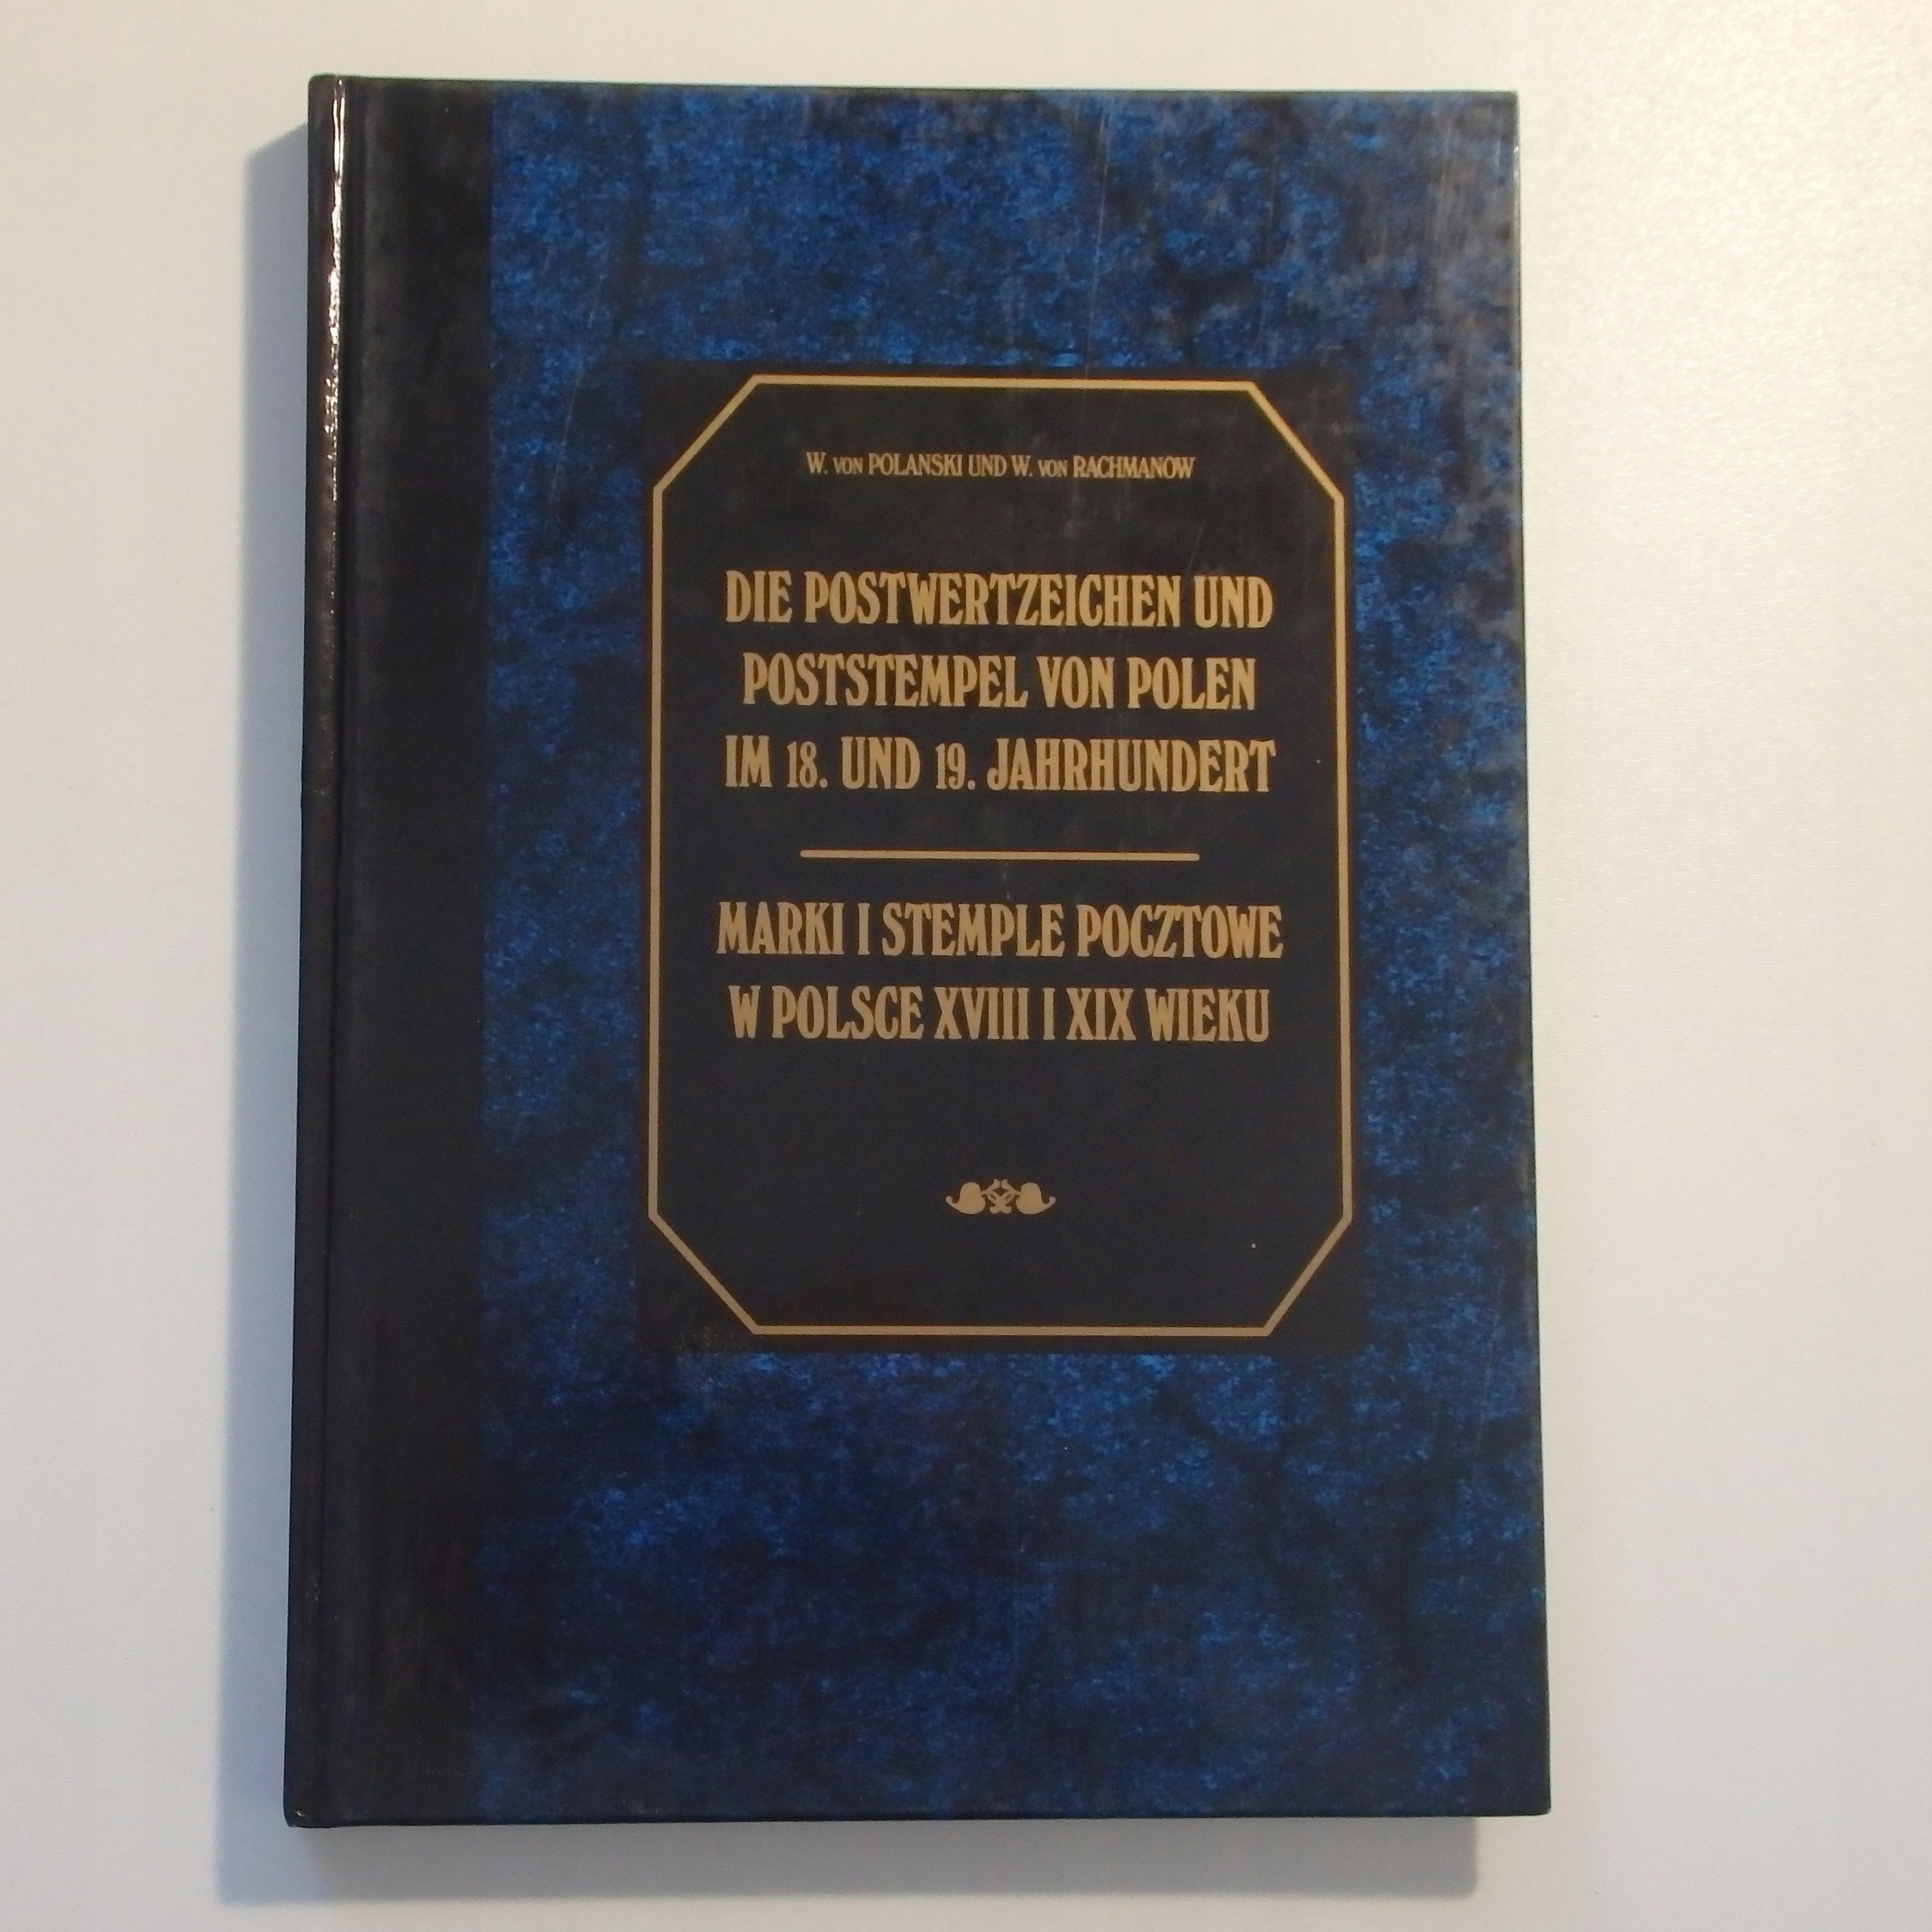 W. VON POLANSKI UND W. VON RACHMANOW
DIE POSTWERTZEICHEN UND
POSTSTEMPEL VON POLEN
IM 18. UND 19. JAHRHUNDERT
MARKI I STEMPLE POCZTOWE
W POLSCE XVIII I XIX WIEKU